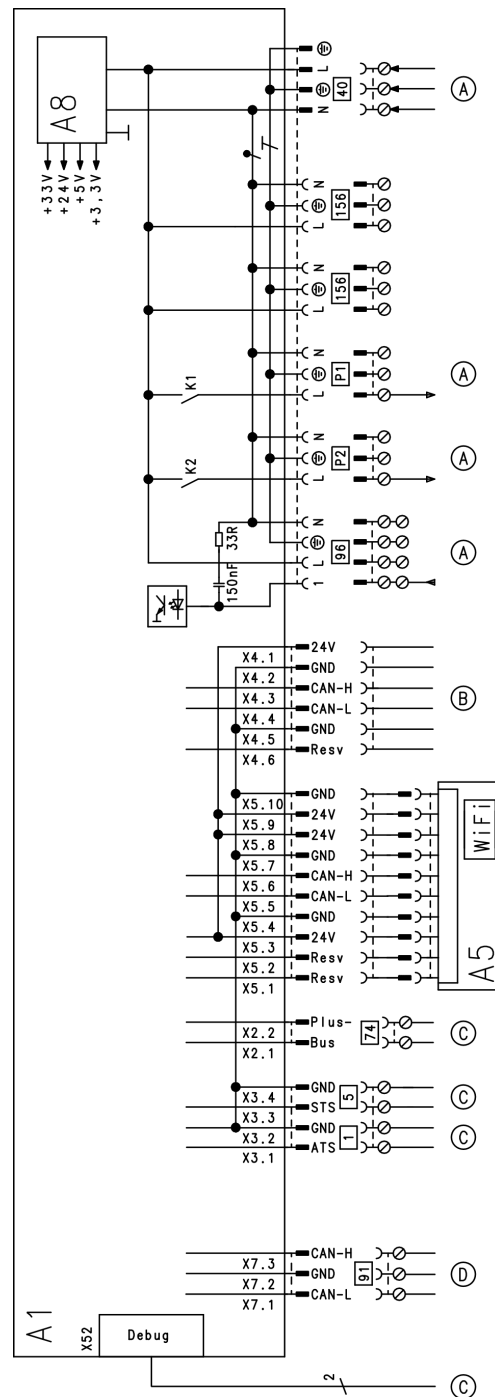 A8
+33V
+24V
+5V
+3,3V
L
40
N
A
N
156
L
N
156
L
K1
N
P1
L
A
K2
N
P2
L
A
33R
150nF
N
96
L
1
A
X4.1
24V
X4.2
GND
X4.3
CAN-H
X4.4
CAN-L
X4.5
GND
X4.6
Resv
B
X5.10
GND
X5.9
24V
X5.8
24V
X5.7
GND
X5.6
CAN-H
X5.5
CAN-L
X5.4
GND
X5.3
24V
X5.2
Resv
X5.1
Resv
WiFi
A5
X2.2
Plus-
X2.1
Bus
74
C
X3.4
GND
X3.3
STS
5
C
X3.2
GND
X3.1
ATS
1
C
X7.3
CAN-H
X7.2
GND
X7.1
CAN-L
91
D
A1
X52
Debug
2
C